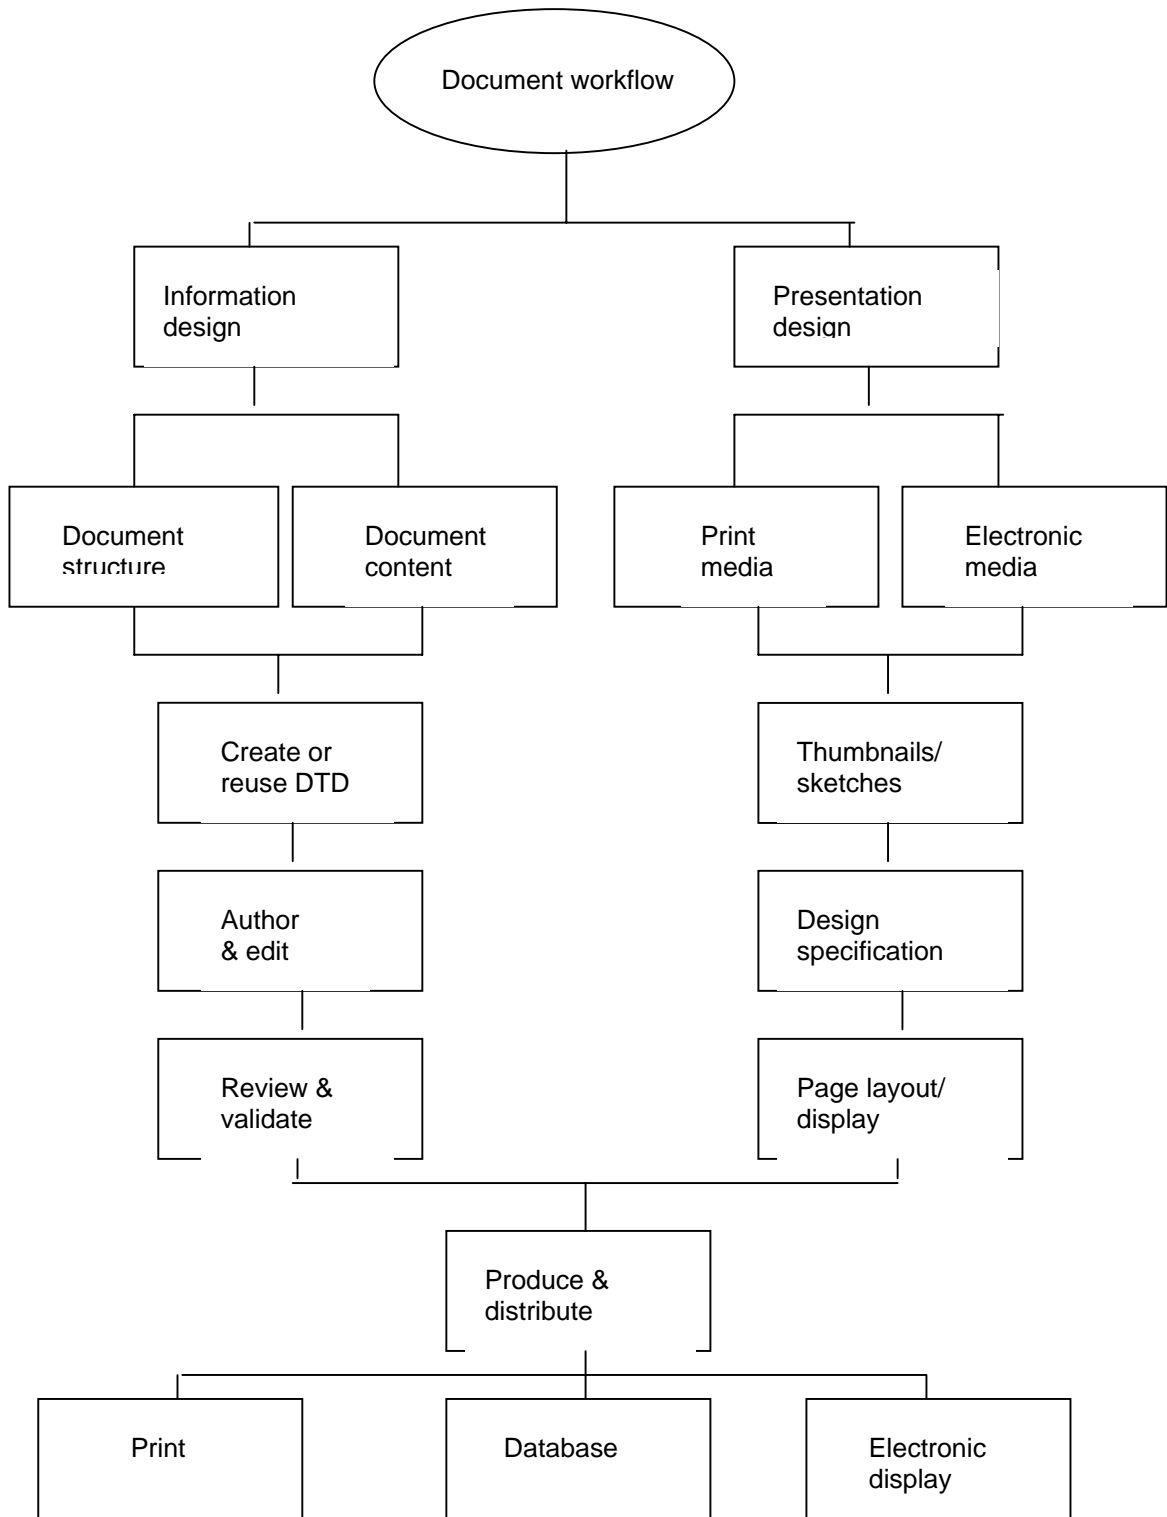 Document workflow
Information
design
Presentation
design
Document
structure
Document
content
Print
media
Electronic
media
Create or
reuse DTD
Thumbnails/
sketches
Author
& edit
Design
specification
Review &
validate
Page layout/
display
Produce &
distribute
Print
Database
Electronic
display